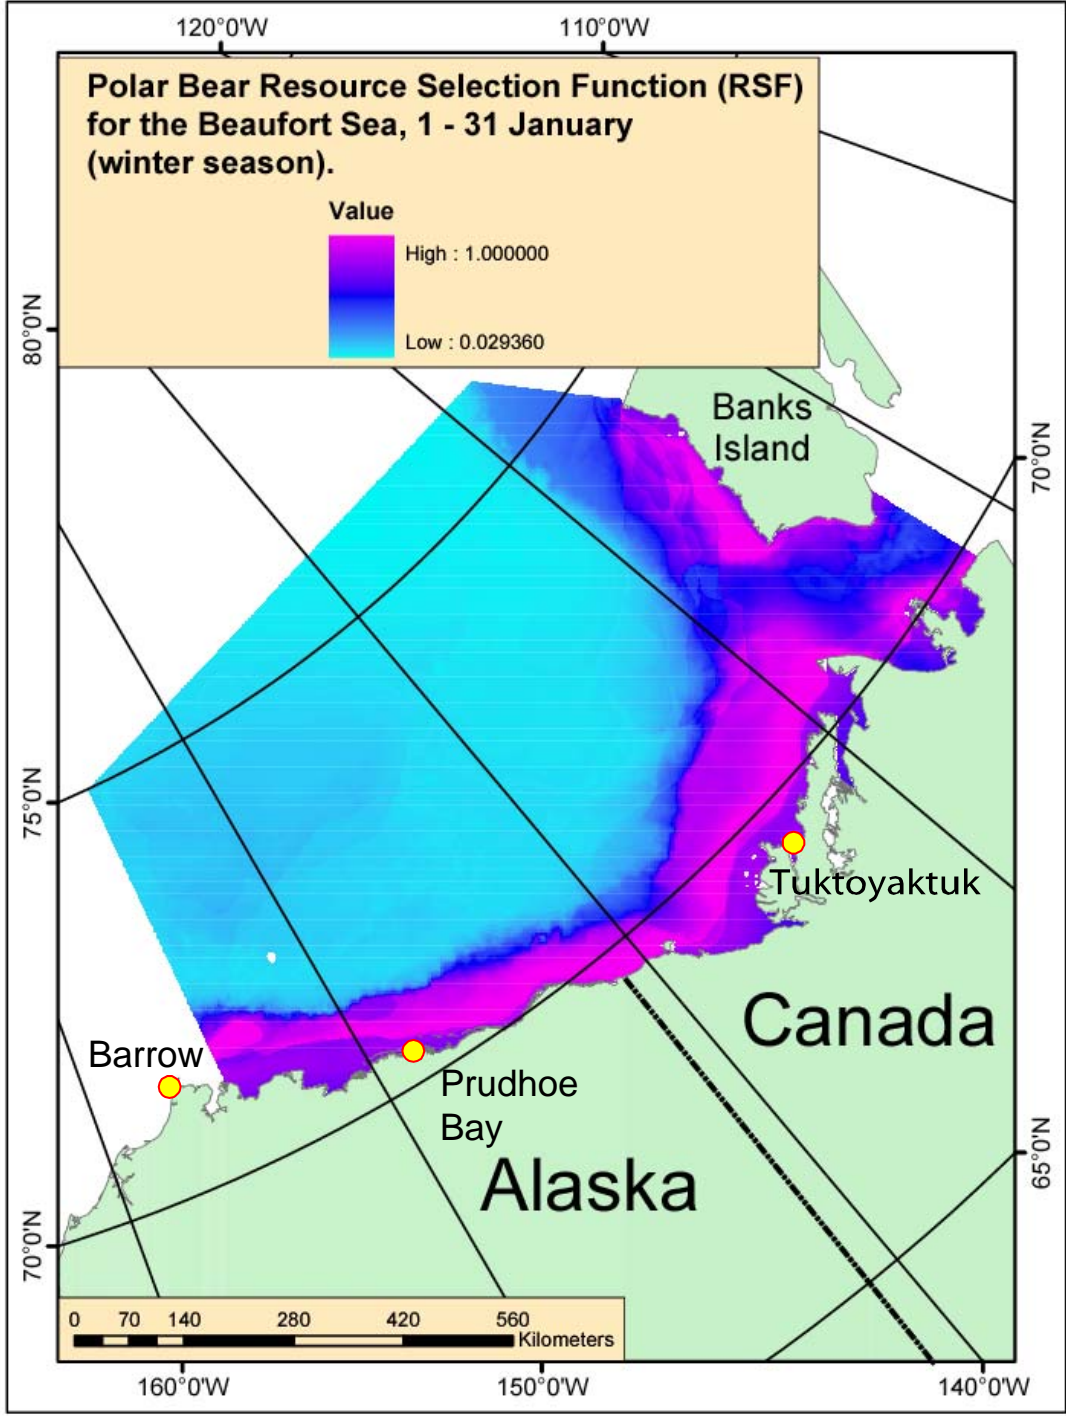 120°0'W
110°0'W
Polar Bear Resource Selection Function (RSF)
for the Beaufort Sea, 1 - 31 January
(winter season).
Value
High : 1.000000
Low : 0.029360
80°0'N
Banks
Island
70°0'N
75°0'N
Tuktoyaktuk
Canada
Barrow
Prudhoe
Bay
Alaska
65°0'N
70°0'N
0 70 140 280 420 560
Kilometers
160°0'W
150°0'W
140°0'W